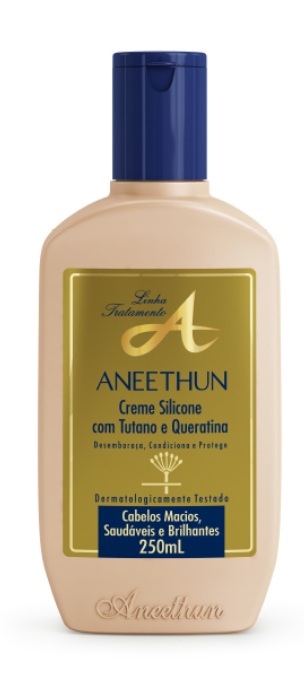 Linha
Tratamento
A
ANEETHUN
Creme Silicone
com Tutano e Queratina
Desembaraça, Condiciona e Protege
Dermatologicamente Testado
Cabelos Macios,
Saudáveis e Brilhantes
250mL
Aneethun